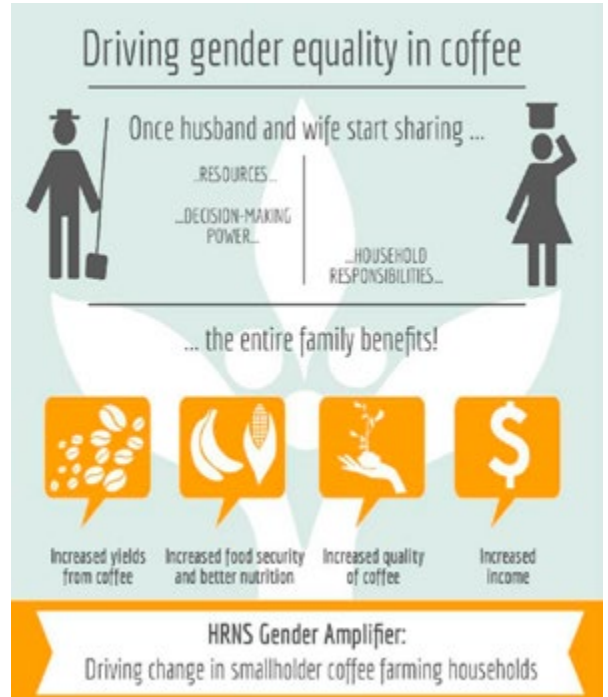 Driving gender equality in coffee
Once husband and wife start sharing ...
..RESOURCES...
...DECISION-MAKING
POWER...
...HOUSEHOLD
RESPONSIBILITIES...
... the entire family benefits!
$
Increased yields
from coffee
Increased food security
and better nutrition
Increased quality
of coffee
Increased
income
HRNS Gender Amplifier:
Driving change in smallholder coffee farming households